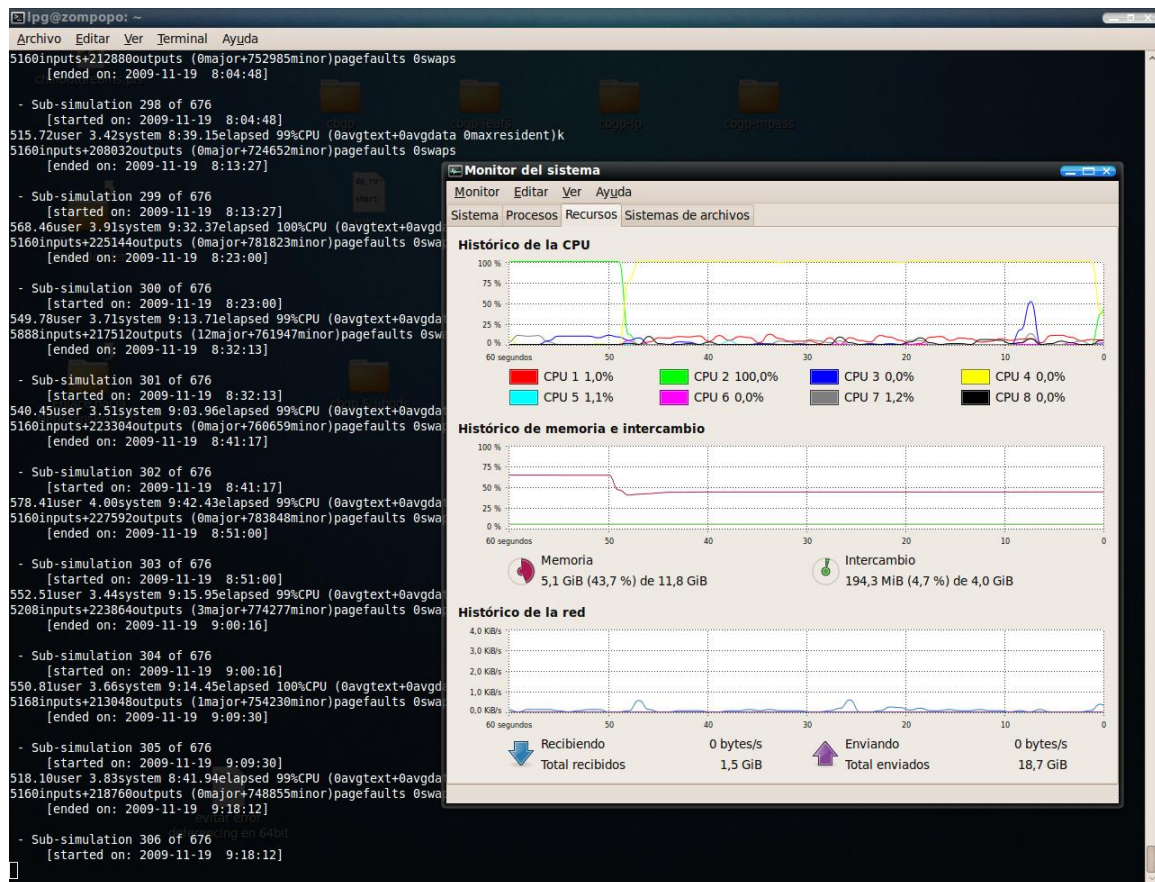 lpg@zompopo: ~
Archivo Editar Ver Terminal Ayuda
5160inputs+212880outputs (0major+752985minor)pagefaults 0swaps
[ended on: 2009-11-19 8:04:48]
- Sub-simulation 298 of 676
[started on: 2009-11-19 8:04:48]
515.72user 3.42system 8:39.15elapsed 99%CPU (0avgtext+0avgdata 0maxresident)k
5160inputs+208032outputs (0major+724652minor)pagefaults 0swaps
[ended on: 2009-11-19 8:13:27]
- Sub-simulation 299 of 676
[started on: 2009-11-19 8:13:27]
568.46user 3.91system 9:32.37elapsed 100%CPU (0avgtext+0avgd
5160inputs+225144outputs (0major+781823minor)pagefaults 0swa
[ended on: 2009-11-19 8:23:00]
- Sub-simulation 300 of 676
[started on: 2009-11-19 8:23:00]
549.78user 3.71system 9:13.71elapsed 99%CPU (0avgtext+0avgda
5888inputs+217512outputs (12major+761947minor)pagefaults 0sw
[ended on: 2009-11-19 8:32:13]
- Sub-simulation 301 of 676
[started on: 2009-11-19 8:32:13]
540.45user 3.51system 9:03.96elapsed 99%CPU (0avgtext+0avgda
5160inputs+223304outputs (0major+760659minor)pagefaults 0swa
[ended on: 2009-11-19 8:41:17]
- Sub-simulation 302 of 676
[started on: 2009-11-19 8:41:17]
578.41user 4.00system 9:42.43elapsed 99%CPU (0avgtext+0avgda
5160inputs+227592outputs (0major+783848minor)pagefaults 0swa
[ended on: 2009-11-19 8:51:00]
- Sub-simulation 303 of 676
[started on: 2009-11-19 8:51:00]
552.51user 3.44system 9:15.95elapsed 99%CPU (0avgtext+0avgda
5208inputs+223864outputs (3major+774277minor)pagefaults 0swa
[ended on: 2009-11-19 9:00:16]
- Sub-simulation 304 of 676
[started on: 2009-11-19 9:00:16]
550.81user 3.66system 9:14.45elapsed 100%CPU (0avgtext+0avgd
5168inputs+213048outputs (1major+754230minor)pagefaults 0swa
[ended on: 2009-11-19 9:09:30]
- Sub-simulation 305 of 676
[started on: 2009-11-19 9:09:30]
518.10user 3.83system 8:41.94elapsed 99%CPU (0avgtext+0avgda
5160inputs+218760outputs (0major+748855minor)pagefaults 0swa
[ended on: 2009-11-19 9:18:12]
- Sub-simulation 306 of 676
[started on: 2009-11-19 9:18:12]
cbgp cbgp-leafs cbgp-ip cbgp-mpass
evitar error
en 64bit
Monitor del sistema
Monitor Editar Ver Ayuda
Sistema Procesos Recursos Sistemas de archivos
Histórico de la CPU
100 %
75 %
50 %
25 %
0 %
60 segundos 50 40 30 20 10 0
CPU 1 1,0% CPU 2 100,0% CPU 3 0,0% CPU 4 0,0%
CPU 5 1,1% CPU 6 0,0% CPU 7 1,2% CPU 8 0,0%
Histórico de memoria e intercambio
100 %
75 %
50 %
25 %
0 %
60 segundos 50 40 30 20 10 0
Memoria Intercambio
5,1 GiB (43,7 %) de 11,8 GiB 194,3 MiB (4,7 %) de 4,0 GiB
Histórico de la red
4,0 KiB/s
3,0 KiB/s
2,0 KiB/s
1,0 KiB/s
0,0 KiB/s
60 segundos 50 40 30 20 10 0
Recibiendo 0 bytes/s Enviando 0 bytes/s
Total recibidos 1,5 GiB Total enviados 18,7 GiB